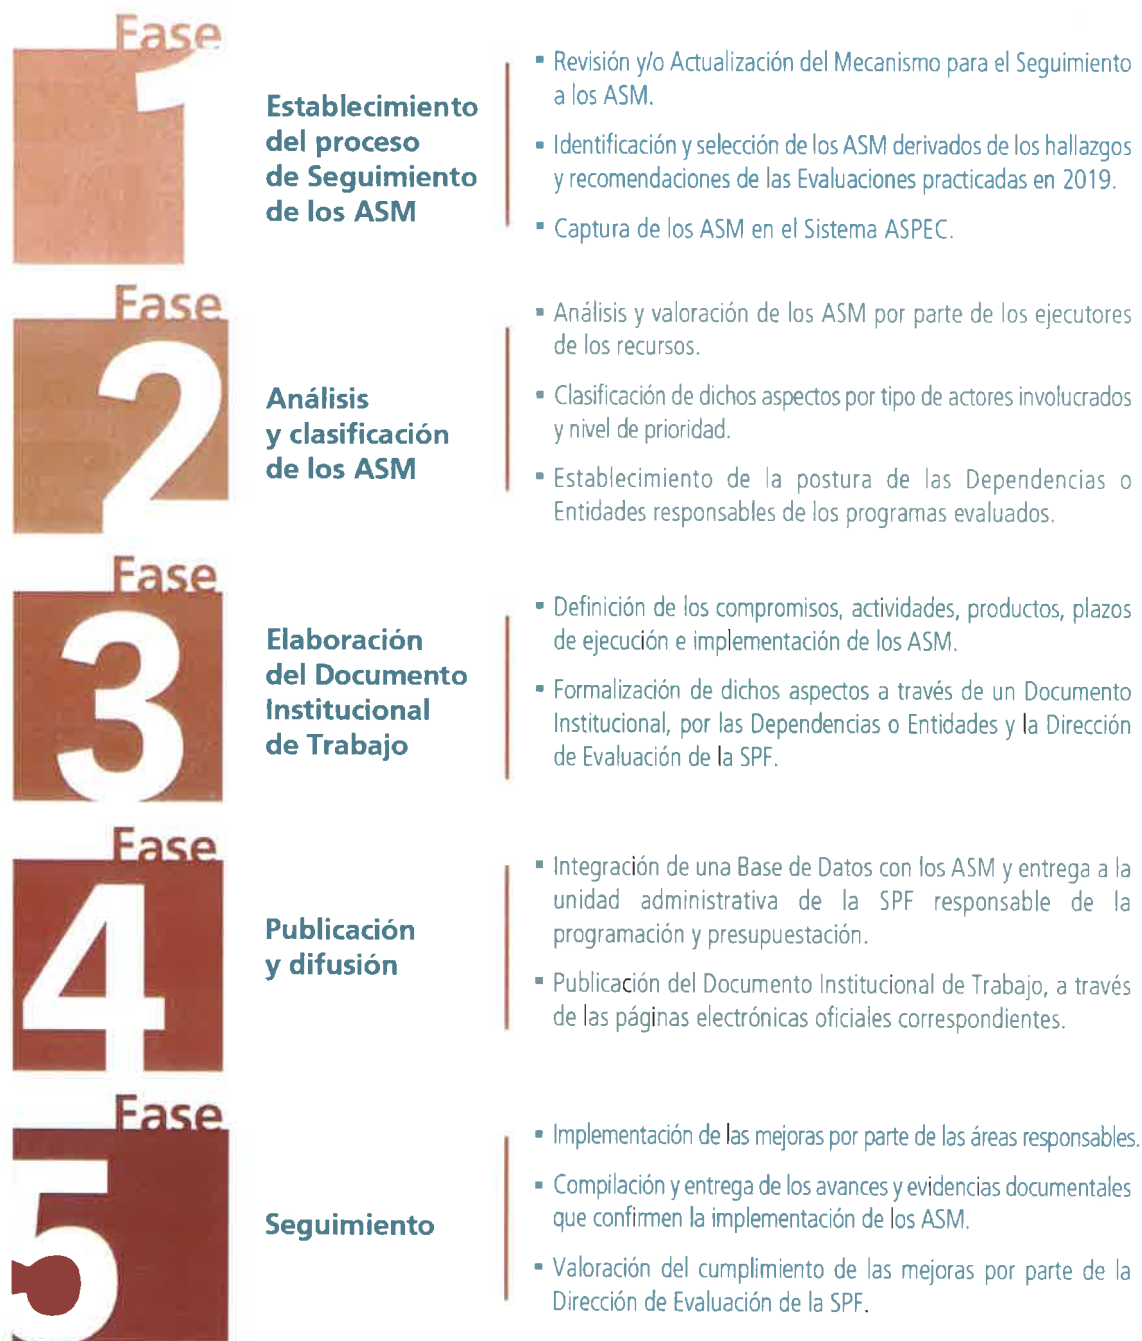 Fase
1
Establecimiento
del proceso
de Seguimiento
de los ASM
▪ Revisión y/o Actualización del Mecanismo para el Seguimiento
a los ASM.
▪ Identificación y selección de los ASM derivados de los hallazgos
y recomendaciones de las Evaluaciones practicadas en 2019.
▪ Captura de los ASM en el Sistema ASPEC.
Fase
2
Análisis
y clasificación
de los ASM
▪ Análisis y valoración de los ASM por parte de los ejecutores
de los recursos.
▪ Clasificación de dichos aspectos por tipo de actores involucrados
y nivel de prioridad.
▪ Establecimiento de la postura de las Dependencias o
Entidades responsables de los programas evaluados.
Fase
3
Elaboración
del Documento
Institucional
de Trabajo
▪ Definición de los compromisos, actividades, productos, plazos
de ejecución e implementación de los ASM.
▪ Formalización de dichos aspectos a través de un Documento
Institucional, por las Dependencias o Entidades y la Dirección
de Evaluación de la SPF.
Fase
4
Publicación
y difusión
▪ Integración de una Base de Datos con los ASM y entrega a la
unidad administrativa de la SPF responsable de la
programación y presupuestación.
▪ Publicación del Documento Institucional de Trabajo, a través
de las páginas electrónicas oficiales correspondientes.
Fase
5
Seguimiento
▪ Implementación de las mejoras por parte de las áreas responsables.
▪ Compilación y entrega de los avances y evidencias documentales
que confirmen la implementación de los ASM.
▪ Valoración del cumplimiento de las mejoras por parte de la
Dirección de Evaluación de la SPF.